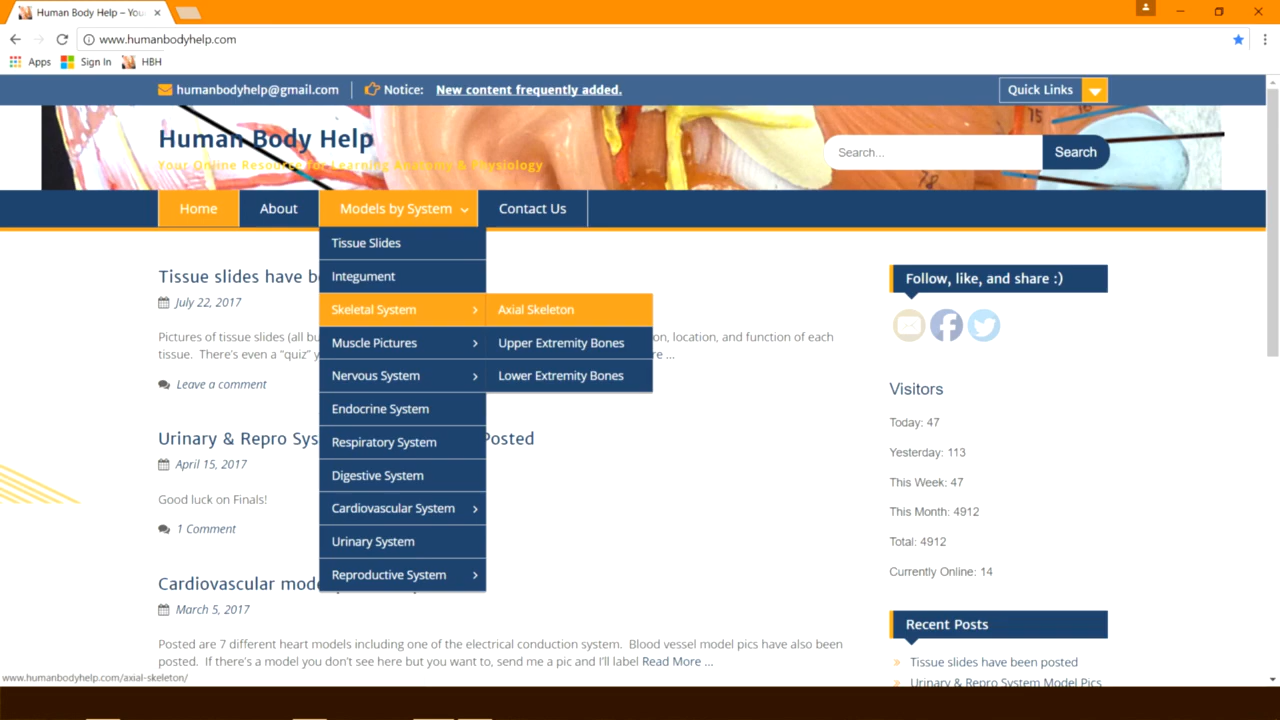 Human Body Help – You
www.humanbodyhelp.com
Apps
Sign In
HBH
humanbodyhelp@gmail.com
Notice:
New content frequently added.
Quick Links
Human Body Help
Your Online Resource for Learning Anatomy & Physiology
Search...
Search
Home
About
Models by System
Contact Us
Tissue Slides
Integument
Skeletal System
Axial Skeleton
Muscle Pictures
Upper Extremity Bones
Nervous System
Lower Extremity Bones
Endocrine System
Respiratory System
Digestive System
Cardiovascular System
Urinary System
Reproductive System
Tissue slides have b
July 22, 2017
Pictures of tissue slides (all
on, location, and function of each
tissue. There's even a "quiz"
re ...
Leave a comment
Urinary & Repro Sys
Posted
April 15, 2017
Good luck on Finals!
1 Comment
Cardiovascular mod
March 5, 2017
Posted are 7 different heart models including one of the electrical conduction system. Blood vessel model pics have also been
posted. If there's a model you don't see here but you want to, send me a pic and I'll label Read More ...
Follow, like, and share :)
Visitors
Today: 47
Yesterday: 113
This Week: 47
This Month: 4912
Total: 4912
Currently Online: 14
Recent Posts
Tissue slides have been posted
Urinary & Repro System Model Pics
www.humanbodyhelp.com/axial-skeleton/